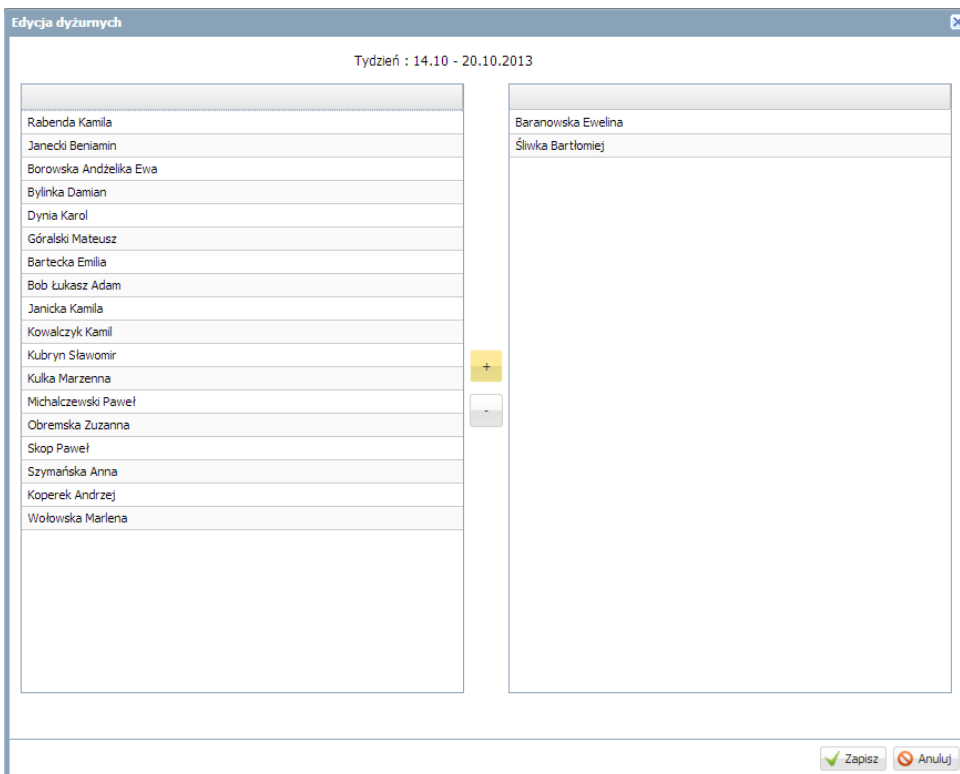 Edycja dyżurnych
Tydzień : 14.10 - 20.10.2013
Rabenda Kamila
Janecki Beniamin
Borowska Andżelika Ewa
Bylinka Damian
Dynia Karol
Góralski Mateusz
Bartecka Emilia
Bob Łukasz Adam
Janicka Kamila
Kowalczyk Kamil
Kubryn Sławomir
Kulka Marzenna
Michalczewski Paweł
Obremska Zuzanna
Skop Paweł
Szymańska Anna
Koperek Andrzej
Wołowska Marlena
+
-
Baranowska Ewelina
Śliwka Bartłomiej
Zapisz
Anuluj